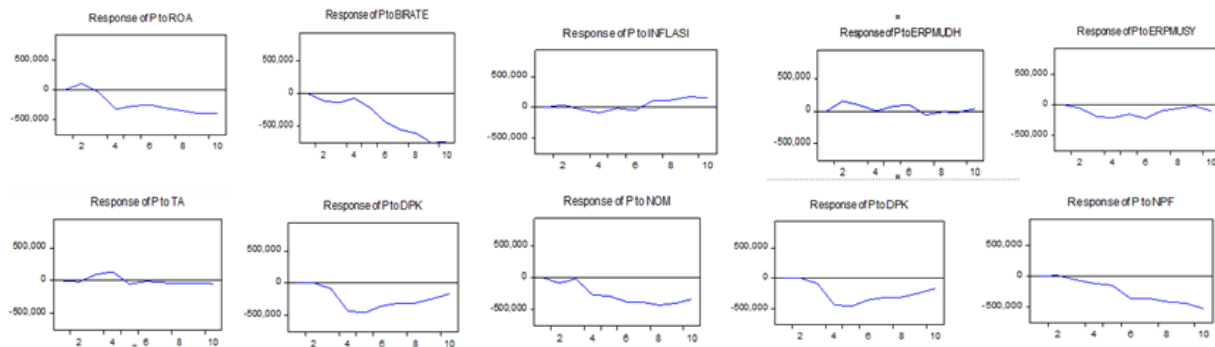 Response of P to ROA
500,000
0
-500,000
2 4 6 8 10
Response of P to BIRATE
500,000
0
-500,000
2 4 6 8 10
Response of P to INFLASI
500,000
0
-500,000
2 4 6 8 10
Response of P to ERPMUDH
500,000
0
-500,000
2 4 6 8 10
Response of P to ERPMUSY
500,000
0
-500,000
2 4 6 8 10
Response of P to TA
500,000
0
-500,000
2 4 6 8 10
Response of P to DPK
500,000
0
-500,000
2 4 6 8 10
Response of P to NOM
500,000
0
-500,000
2 4 6 8 10
Response of P to DPK
500,000
0
-500,000
2 4 6 8 10
Response of P to NPF
500,000
0
-500,000
2 4 6 8 10